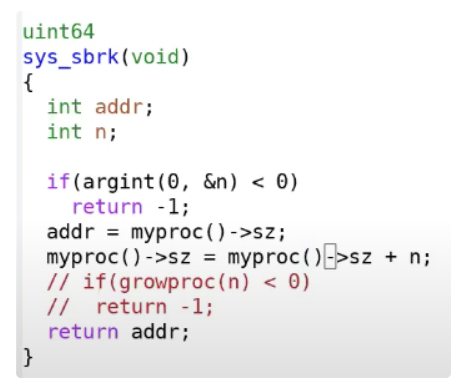 uint64
sys_sbrk(void)
{
  int addr;
  int n;

  if(argint(0, &n) < 0)
    return -1;
  addr = myproc()->sz;
  myproc()->sz = myproc()->sz + n;
  // if(growproc(n) < 0)
  //  return -1;
  return addr;
}